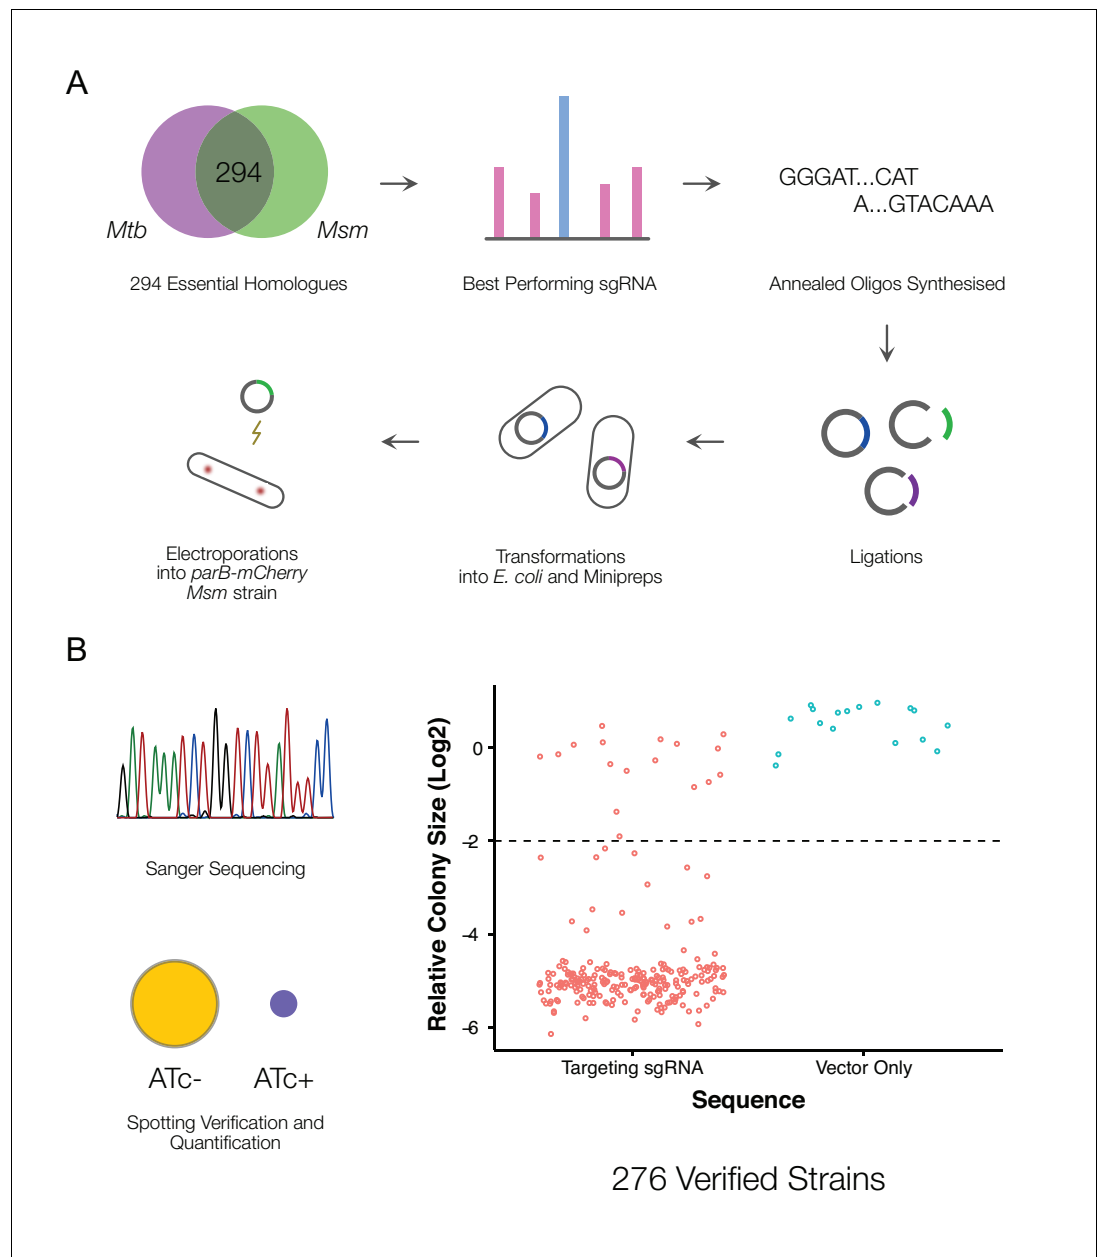 A
294
Mtb
Msm
294 Essential Homologues
Best Performing sgRNA
GGGAT...CAT
A...GTACAAA
Annealed Oligos Synthesised
Electroporations
into parB-mCherry
Msm strain
Transformations
into E. coli and Minipreps
Ligations
B
Sanger Sequencing
ATc-
ATc+
Spotting Verification and
Quantification
Relative Colony Size (Log2)
0
-2
-4
-6
Targeting sgRNA
Vector Only
Sequence
276 Verified Strains